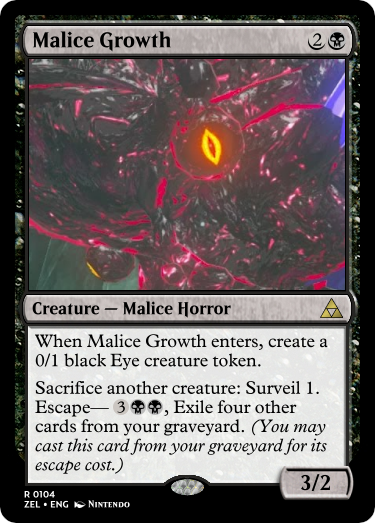 Malice Growth 2
Creature — Malice Horror
When Malice Growth enters, create a
0/1 black Eye creature token.
Sacrifice another creature: Surveil 1.
Escape— 3, Exile four other
cards from your graveyard. (You may
cast this card from your graveyard for its
escape cost.)
3/2
R 0104
ZEL • ENG Nintendo